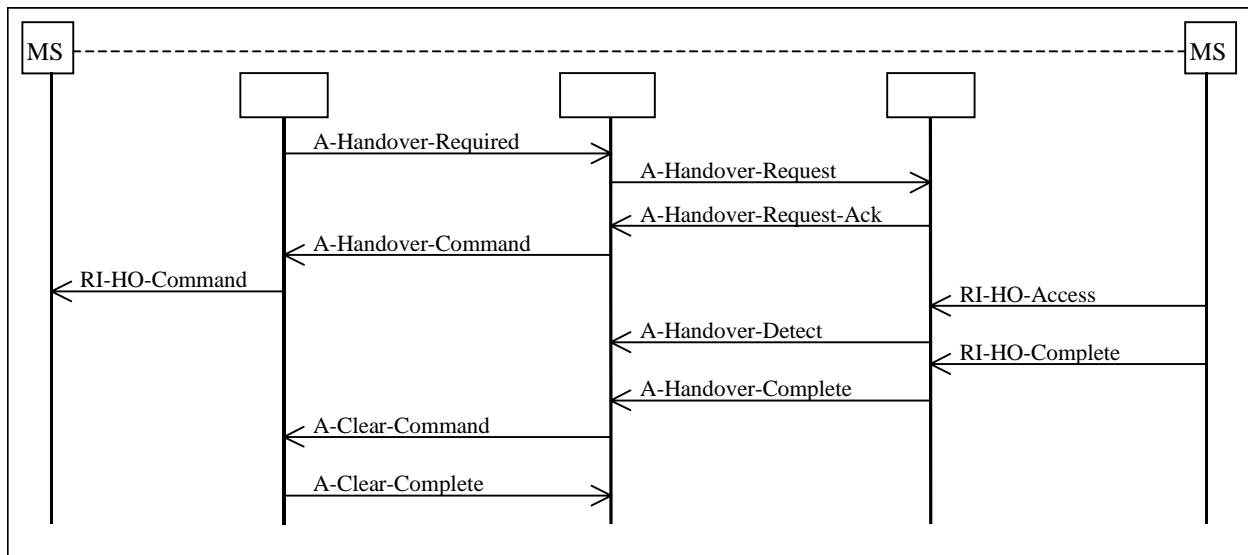 MS
MS
A-Handover-Required
A-Handover-Request
A-Handover-Request-Ack
A-Handover-Command
RI-HO-Command
RI-HO-Access
A-Handover-Detect
RI-HO-Complete
A-Handover-Complete
A-Clear-Command
A-Clear-Complete